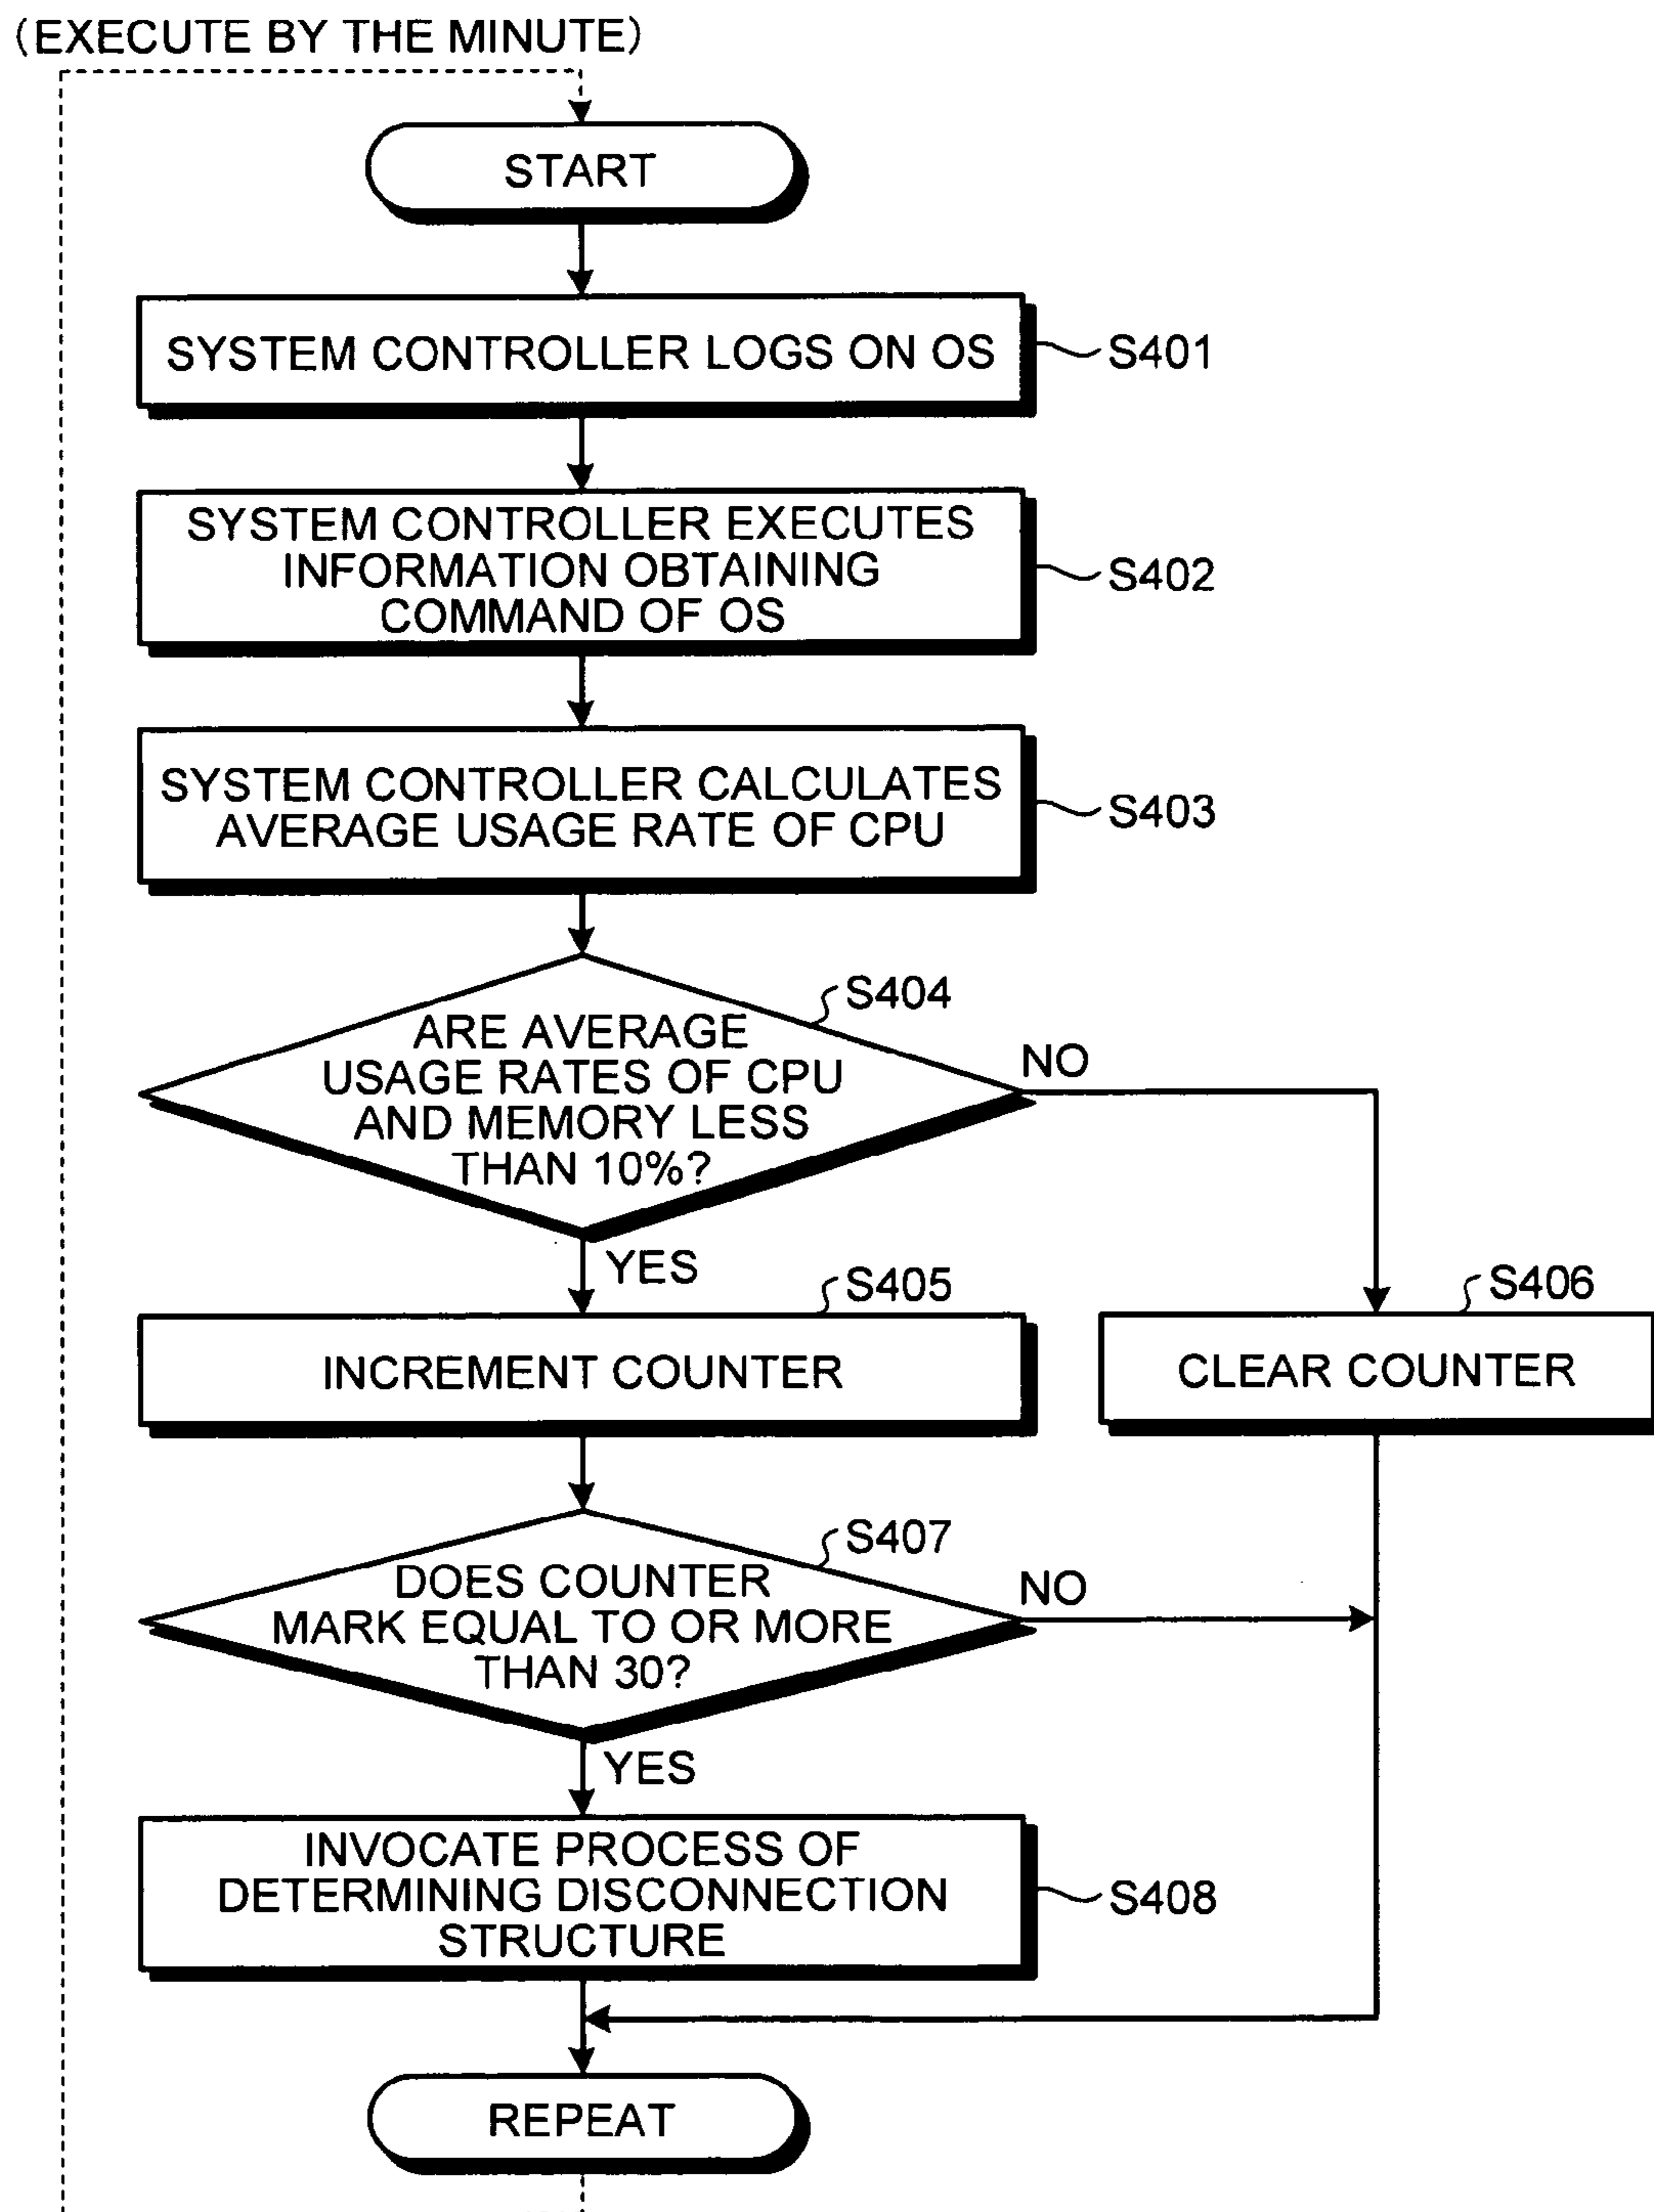 (EXECUTE BY THE MINUTE)
START
SYSTEM CONTROLLER LOGS ON OS
S401
SYSTEM CONTROLLER EXECUTES
INFORMATION OBTAINING
COMMAND OF OS
S402
SYSTEM CONTROLLER CALCULATES
AVERAGE USAGE RATE OF CPU
S403
S404
ARE AVERAGE
USAGE RATES OF CPU
AND MEMORY LESS
THAN 10%?
NO
YES
S405
INCREMENT COUNTER
S406
CLEAR COUNTER
S407
DOES COUNTER
MARK EQUAL TO OR MORE
THAN 30?
NO
YES
INVOCATE PROCESS OF
DETERMINING DISCONNECTION
STRUCTURE
S408
REPEAT